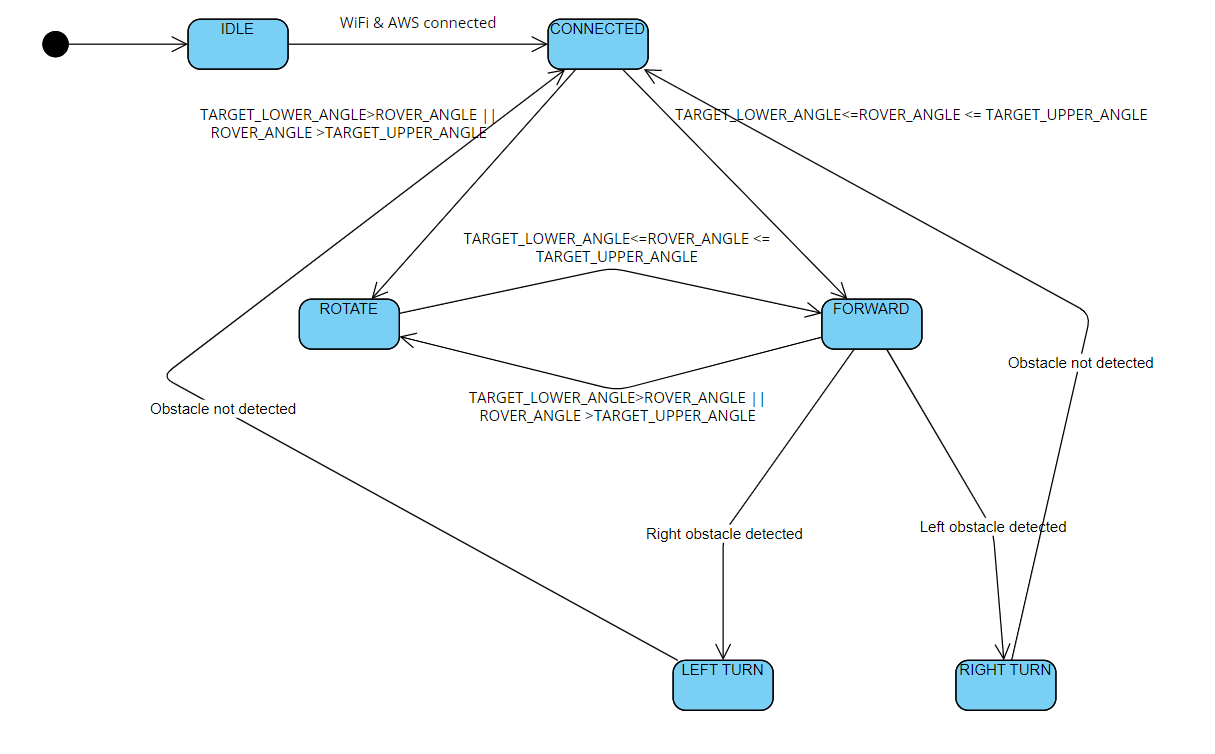 WiFi & AWS connected
IDLE
CONNECTED
TARGET_LOWER_ANGLE>ROVER_ANGLE ||
ROVER_ANGLE >TARGET_UPPER_ANGLE
TARGET_LOWER_ANGLE<=ROVER_ANGLE <= TARGET_UPPER_ANGLE
TARGET_LOWER_ANGLE<=ROVER_ANGLE <=
TARGET_UPPER_ANGLE
ROTATE
FORWARD
Obstacle not detected
TARGET_LOWER_ANGLE>ROVER_ANGLE ||
ROVER_ANGLE >TARGET_UPPER_ANGLE
Obstacle not detected
Right obstacle detected
Left obstacle detected
LEFT TURN
RIGHT TURN